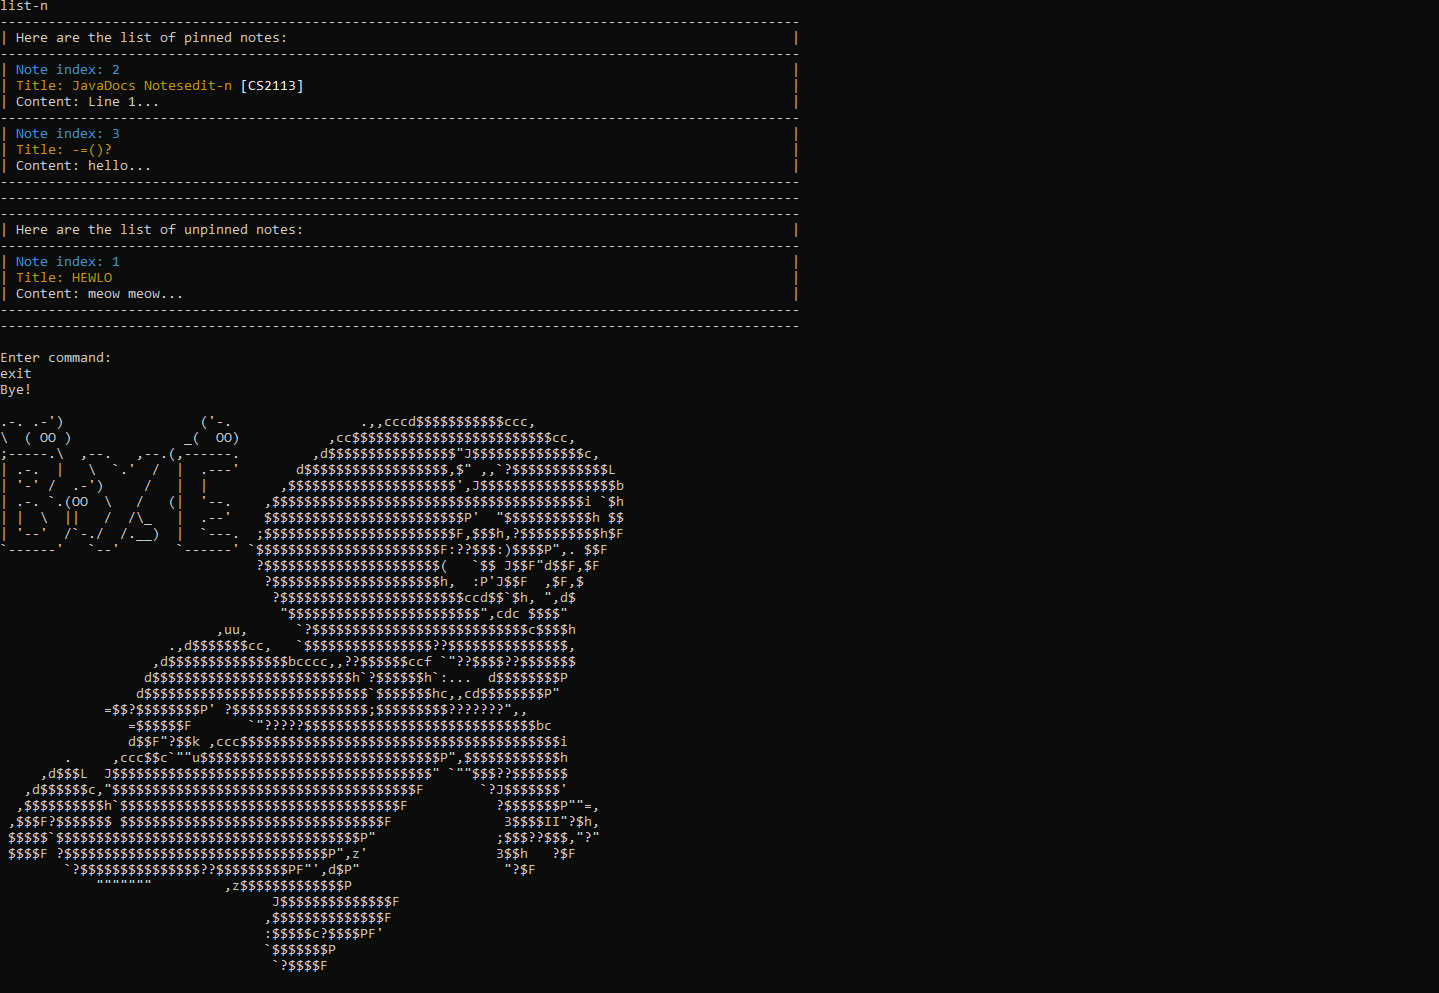 list-n
----------------------------------------------------------------------------------------------------
| Here are the list of pinned notes: |
----------------------------------------------------------------------------------------------------
| Note index: 2 |
| Title: JavaDocs Notesedit-n [CS2113] |
| Content: Line 1... |
----------------------------------------------------------------------------------------------------
| Note index: 3 |
| Title: -=()? |
| Content: hello... |
----------------------------------------------------------------------------------------------------
----------------------------------------------------------------------------------------------------
----------------------------------------------------------------------------------------------------
| Here are the list of unpinned notes: |
----------------------------------------------------------------------------------------------------
| Note index: 1 |
| Title: HEWLO |
| Content: meow meow... |
----------------------------------------------------------------------------------------------------
----------------------------------------------------------------------------------------------------
Enter command:
exit
Bye!
BYE